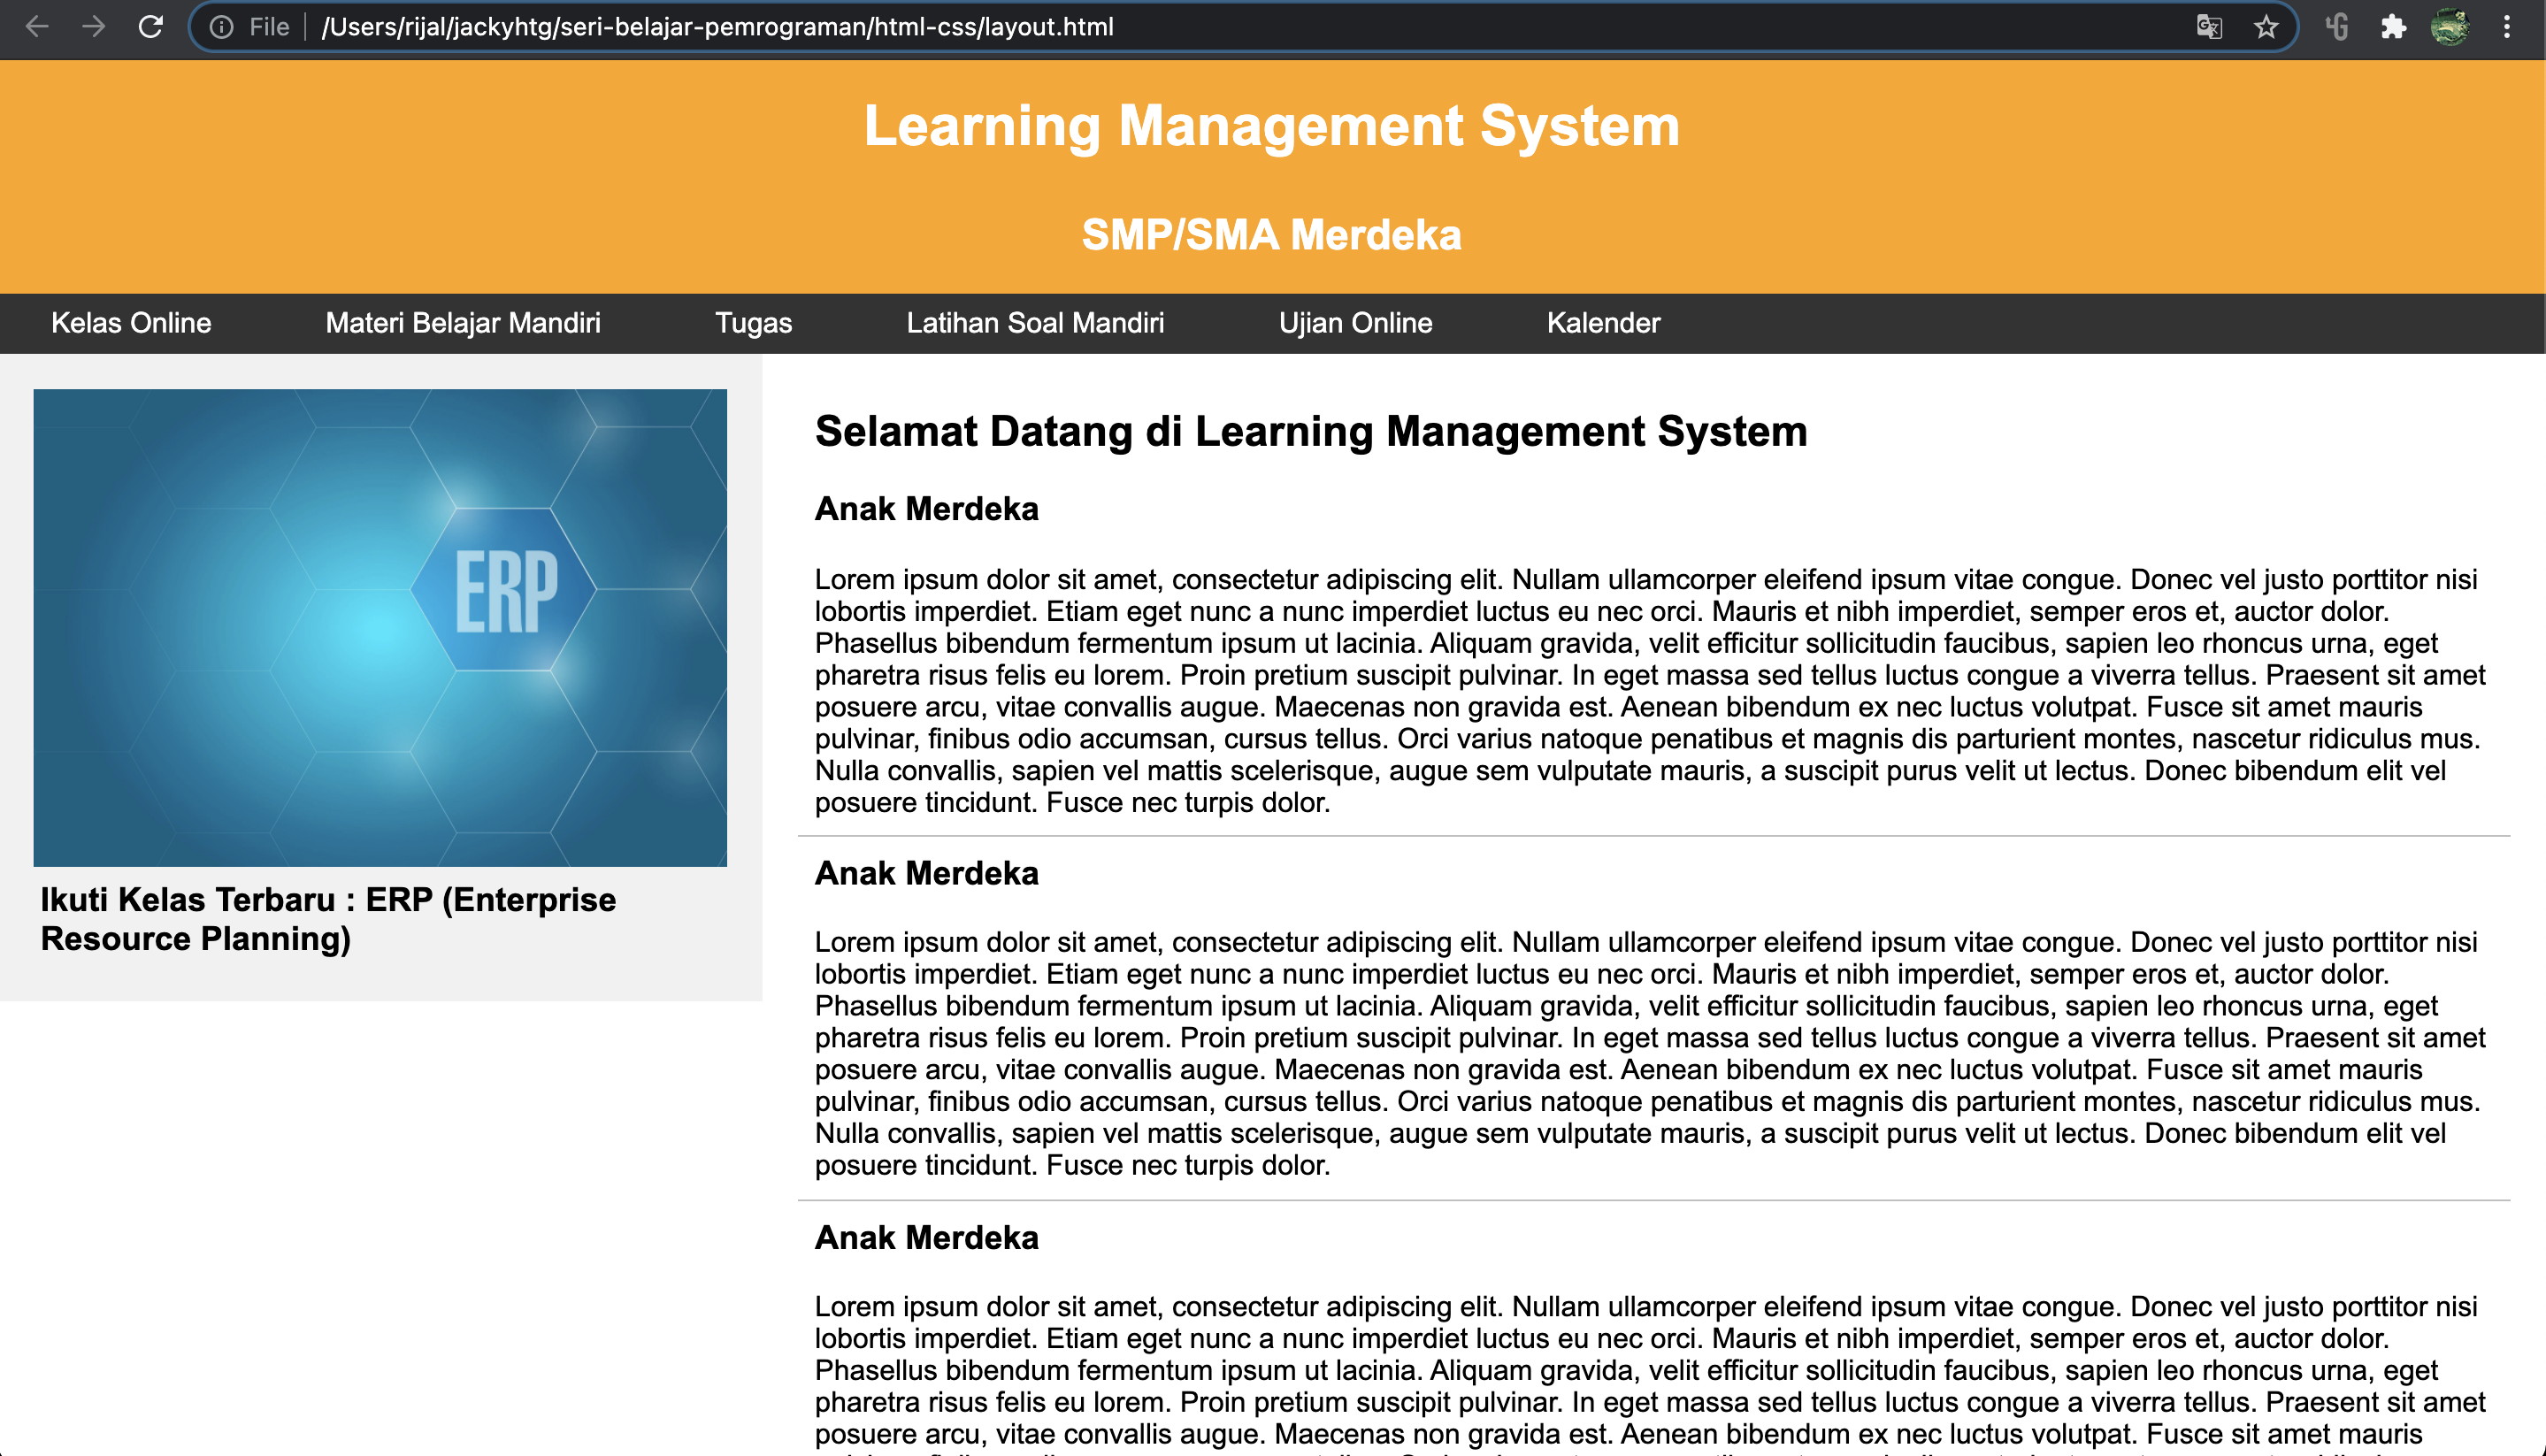 File /Users/rijal/jackyhtg/seri-belajar-pemrograman/html-css/layout.html
Learning Management System
SMP/SMA Merdeka
Kelas Online Materi Belajar Mandiri Tugas Latihan Soal Mandiri Ujian Online Kalender
ERP
Ikuti Kelas Terbaru : ERP (Enterprise
Resource Planning)
Selamat Datang di Learning Management System
Anak Merdeka
Lorem ipsum dolor sit amet, consectetur adipiscing elit. Nullam ullamcorper eleifend ipsum vitae congue. Donec vel justo porttitor nisi
lobortis imperdiet. Etiam eget nunc a nunc imperdiet luctus eu nec orci. Mauris et nibh imperdiet, semper eros et, auctor dolor.
Phasellus bibendum fermentum ipsum ut lacinia. Aliquam gravida, velit efficitur sollicitudin faucibus, sapien leo rhoncus urna, eget
pharetra risus felis eu lorem. Proin pretium suscipit pulvinar. In eget massa sed tellus luctus congue a viverra tellus. Praesent sit amet
posuere arcu, vitae convallis augue. Maecenas non gravida est. Aenean bibendum ex nec luctus volutpat. Fusce sit amet mauris
pulvinar, finibus odio accumsan, cursus tellus. Orci varius natoque penatibus et magnis dis parturient montes, nascetur ridiculus mus.
Nulla convallis, sapien vel mattis scelerisque, augue sem vulputate mauris, a suscipit purus velit ut lectus. Donec bibendum elit vel
posuere tincidunt. Fusce nec turpis dolor.
Anak Merdeka
Lorem ipsum dolor sit amet, consectetur adipiscing elit. Nullam ullamcorper eleifend ipsum vitae congue. Donec vel justo porttitor nisi
lobortis imperdiet. Etiam eget nunc a nunc imperdiet luctus eu nec orci. Mauris et nibh imperdiet, semper eros et, auctor dolor.
Phasellus bibendum fermentum ipsum ut lacinia. Aliquam gravida, velit efficitur sollicitudin faucibus, sapien leo rhoncus urna, eget
pharetra risus felis eu lorem. Proin pretium suscipit pulvinar. In eget massa sed tellus luctus congue a viverra tellus. Praesent sit amet
posuere arcu, vitae convallis augue. Maecenas non gravida est. Aenean bibendum ex nec luctus volutpat. Fusce sit amet mauris
pulvinar, finibus odio accumsan, cursus tellus. Orci varius natoque penatibus et magnis dis parturient montes, nascetur ridiculus mus.
Nulla convallis, sapien vel mattis scelerisque, augue sem vulputate mauris, a suscipit purus velit ut lectus. Donec bibendum elit vel
posuere tincidunt. Fusce nec turpis dolor.
Anak Merdeka
Lorem ipsum dolor sit amet, consectetur adipiscing elit. Nullam ullamcorper eleifend ipsum vitae congue. Donec vel justo porttitor nisi
lobortis imperdiet. Etiam eget nunc a nunc imperdiet luctus eu nec orci. Mauris et nibh imperdiet, semper eros et, auctor dolor.
Phasellus bibendum fermentum ipsum ut lacinia. Aliquam gravida, velit efficitur sollicitudin faucibus, sapien leo rhoncus urna, eget
pharetra risus felis eu lorem. Proin pretium suscipit pulvinar. In eget massa sed tellus luctus congue a viverra tellus. Praesent sit amet
posuere arcu, vitae convallis augue. Maecenas non gravida est. Aenean bibendum ex nec luctus volutpat. Fusce sit amet mauris